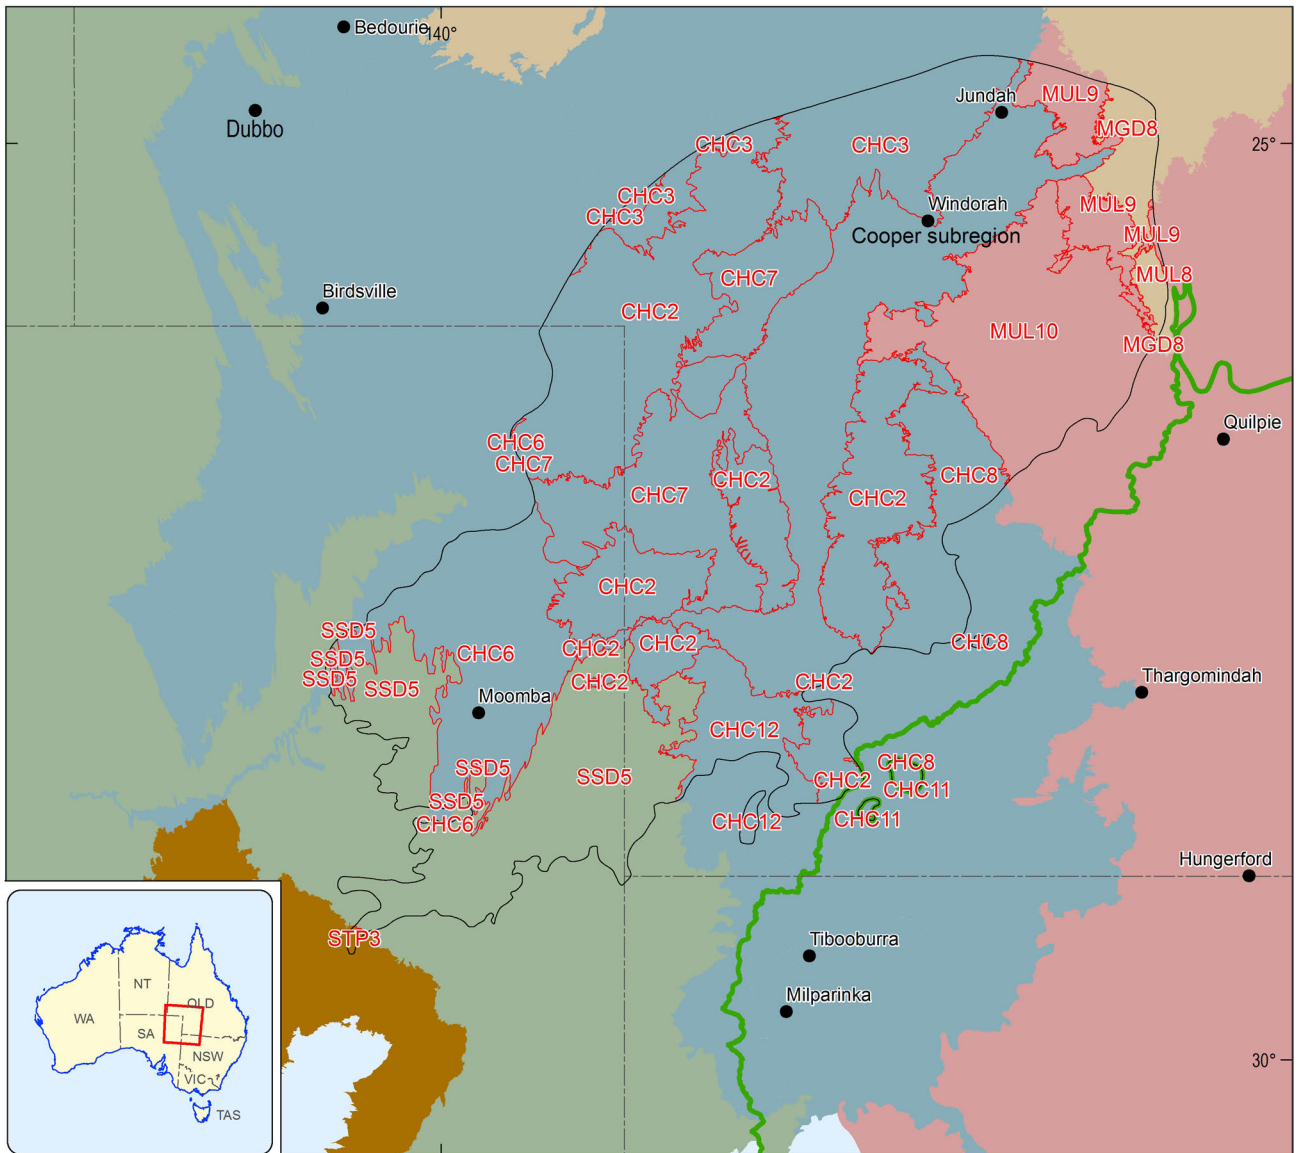 Bedourie
140°
Dubbo
Jundah
MUL9
MGD8
25°
CHC3
CHC3
CHC3
CHC3
Windorah
Cooper subregion
MUL9
MUL9
MUL8
CHC7
Birdsville
CHC2
MUL10
MGD8
Quilpie
CHC6
CHC7
CHC7
CHC2
CHC2
CHC8
CHC2
SSD5
SSD5
SSD5
SSD5
CHC6
CHC2
CHC2
CHC8
CHC2
CHC2
Moomba
Thargomindah
CHC12
SSD5
SSD5
SSD5
CHC6
CHC2
CHC8
CHC11
CHC11
CHC12
Hungerford
STP3
Tibooburra
Milparinka
30°
NT
QLD
WA
SA
NSW
VIC
TAS